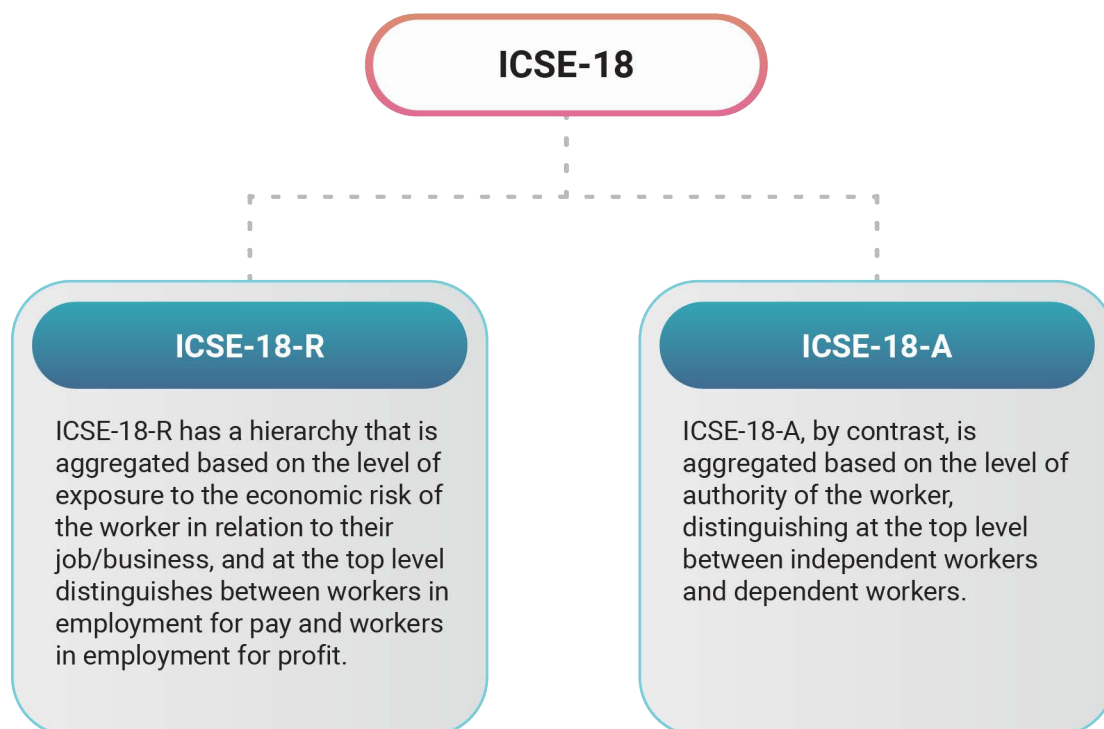 ICSE-18
ICSE-18-R
ICSE-18-R has a hierarchy that is
aggregated based on the level of
exposure to the economic risk of
the worker in relation to their
job/business, and at the top level
distinguishes between workers in
employment for pay and workers
in employment for profit.
ICSE-18-A
ICSE-18-A, by contrast, is
aggregated based on the level of
authority of the worker,
distinguishing at the top level
between independent workers
and dependent workers.